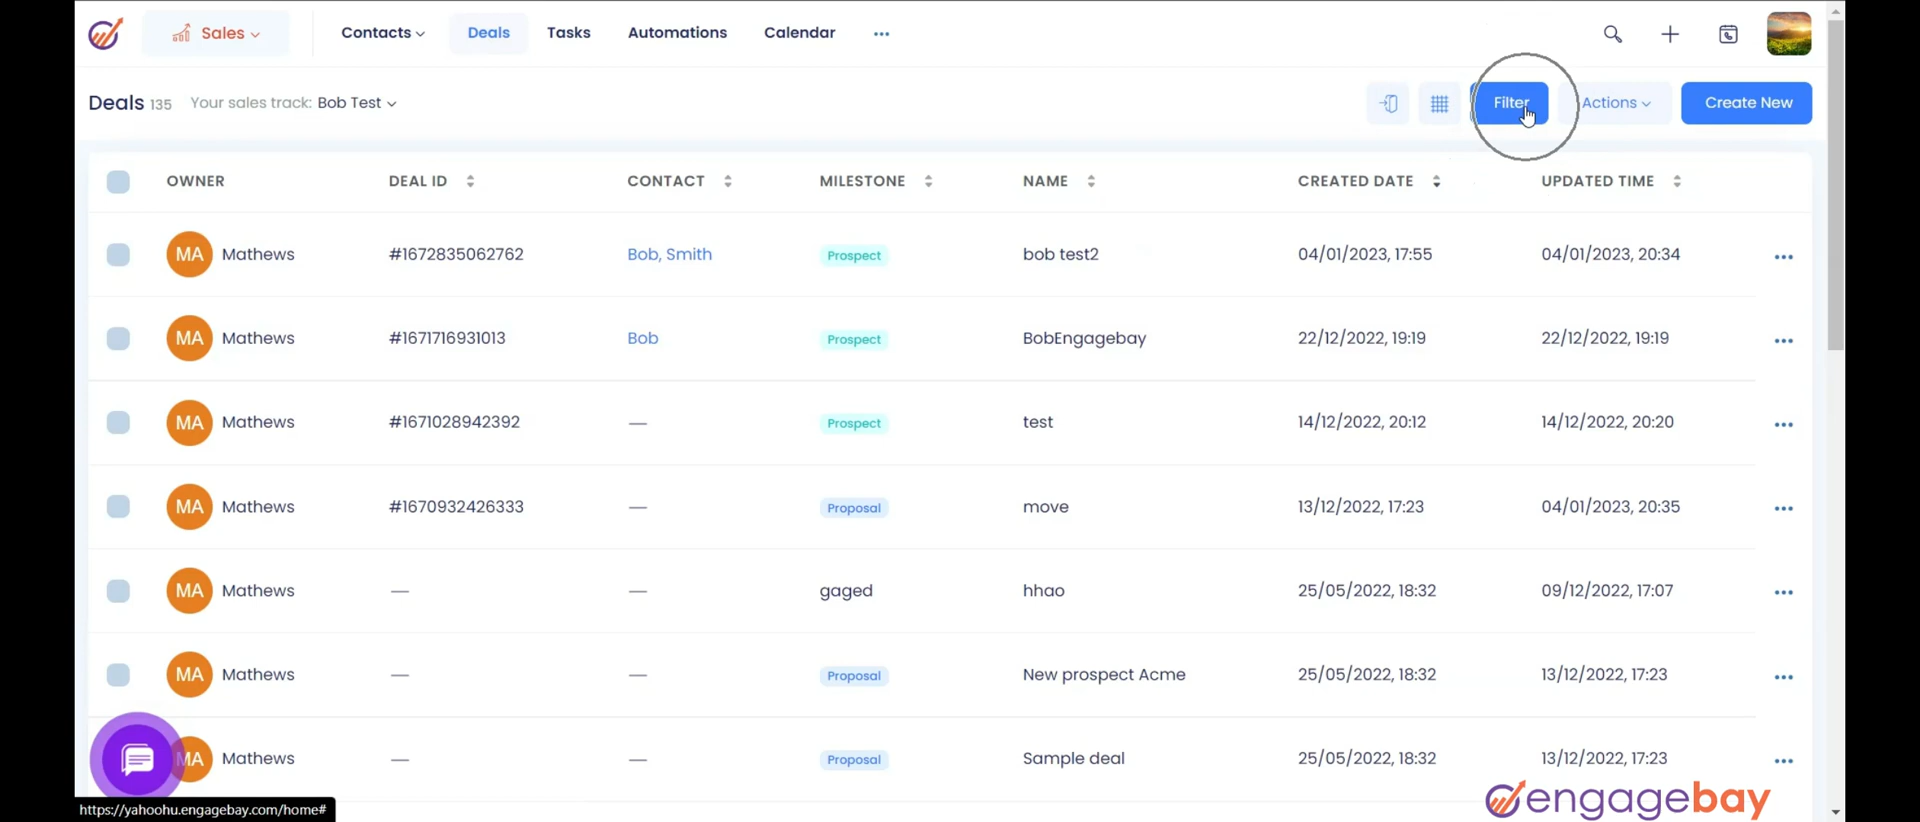 Sales
Contacts Deals Tasks Automations Calendar
Deals 135 Your sales track: Bob Test
Filter Actions Create New
OWNER DEAL ID CONTACT MILESTONE NAME CREATED DATE UPDATED TIME
MA Mathews #1672835062762 Bob, Smith Prospect bob test2 04/01/2023, 17:55 04/01/2023, 20:34
MA Mathews #1671716931013 Bob Prospect BobEngagebay 22/12/2022, 19:19 22/12/2022, 19:19
MA Mathews #1671028942392 — Prospect test 14/12/2022, 20:12 14/12/2022, 20:20
MA Mathews #1670932426333 — Proposal move 13/12/2022, 17:23 04/01/2023, 20:35
MA Mathews — — gaged hhao 25/05/2022, 18:32 09/12/2022, 17:07
MA Mathews — — Proposal New prospect Acme 25/05/2022, 18:32 13/12/2022, 17:23
MA Mathews — — Proposal Sample deal 25/05/2022, 18:32 13/12/2022, 17:23
https://yahoohu.engagebay.com/home#
engagebay